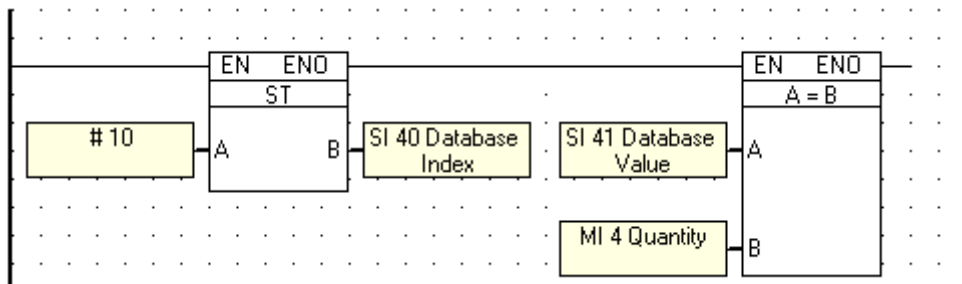 EN ENO
ST
# 10
A
B
SI 40 Database
Index
EN ENO
A = B
SI 41 Database
Value
A
MI 4 Quantity
B